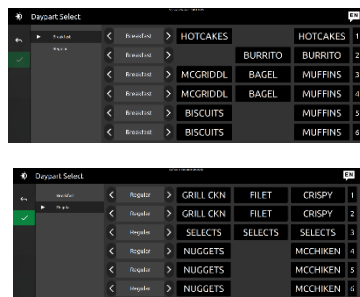 Daypart Select
EN
Breakfast
Regular
Breakfast HOTCAKES HOTCAKES 1
Breakfast BURRITO BURRITO 2
Breakfast MCGRIDDL BAGEL MUFFINS 3
Breakfast MCGRIDDL BAGEL MUFFINS 4
Breakfast BISCUITS MUFFINS 5
Breakfast BISCUITS MUFFINS 6
Daypart Select
EN
Breakfast
Regular
Regular GRILL CKN FILET CRISPY 1
Regular GRILL CKN FILET CRISPY 2
Regular SELECTS SELECTS SELECTS 3
Regular NUGGETS MCCHIKEN 4
Regular NUGGETS MCCHIKEN 5
Regular NUGGETS MCCHIKEN 6